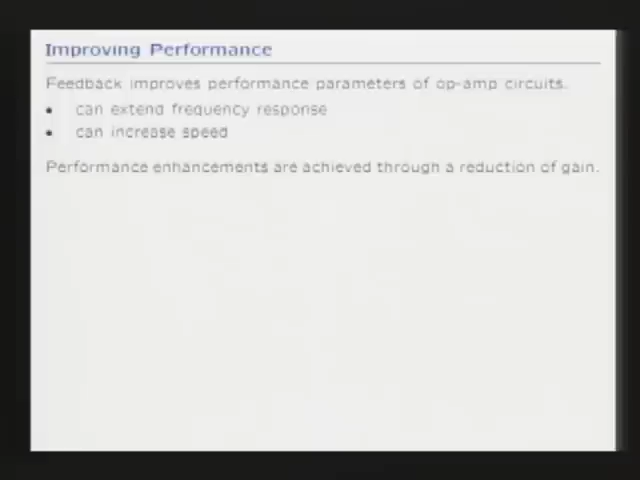 Improving Performance
Feedback improves performance parameters of op-amp circuits.
• can extend frequency response
• can increase speed
Performance enhancements are achieved through a reduction of gain.